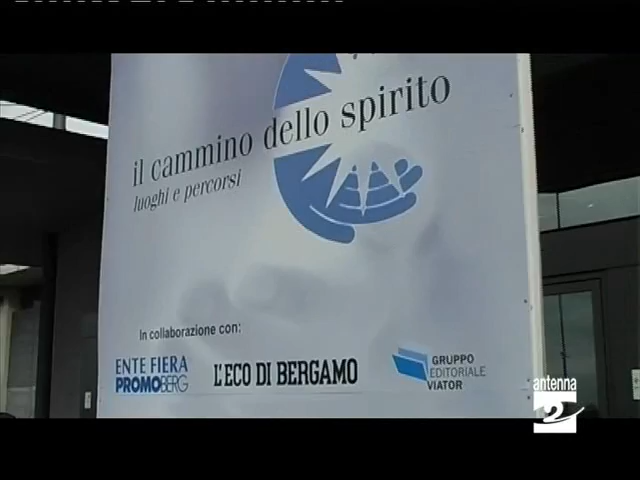 il cammino dello spirito
luoghi e percorsi
In collaborazione con:
ENTE FIERA
PROMOBERG
L'ECO DI BERGAMO
GRUPPO
EDITORIALE
VIATOR
antenna
2